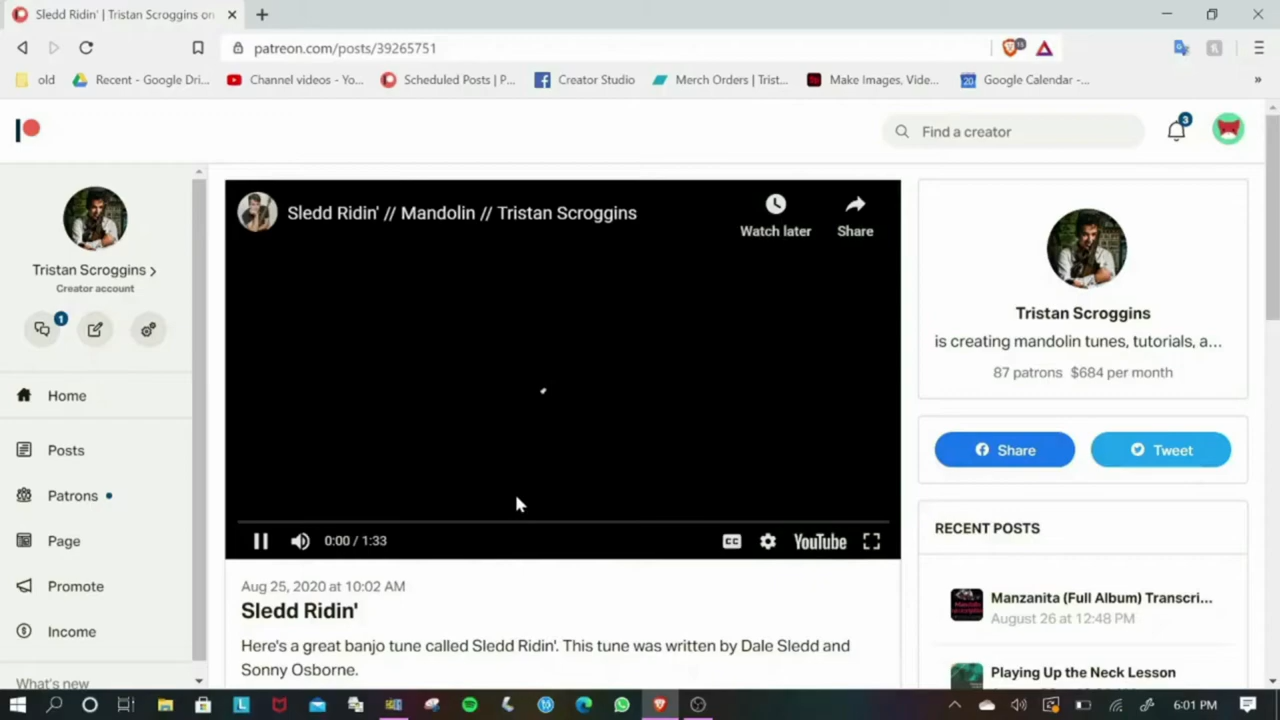 Sledd Ridin' | Tristan Scroggins on
patreon.com/posts/39265751
15
old
Recent - Google Dri...
Channel videos - Yo...
Scheduled Posts | P...
Creator Studio
Merch Orders | Trist...
Make Images, Vide...
20
Google Calendar -...
»
Find a creator
3
Tristan Scroggins
Creator account
1
Home
Posts
Patrons
Page
Promote
Income
What's new
Sledd Ridin' // Mandolin // Tristan Scroggins
Watch later
Share
0:00 / 1:33
CC
YouTube
Aug 25, 2020 at 10:02 AM
Sledd Ridin'
Here's a great banjo tune called Sledd Ridin'. This tune was written by Dale Sledd and
Sonny Osborne.
Tristan Scroggins
is creating mandolin tunes, tutorials, a...
87 patrons $684 per month
Share
Tweet
RECENT POSTS
Manzanita (Full Album) Transcri...
August 26 at 12:48 PM
Playing Up the Neck Lesson
6:01 PM